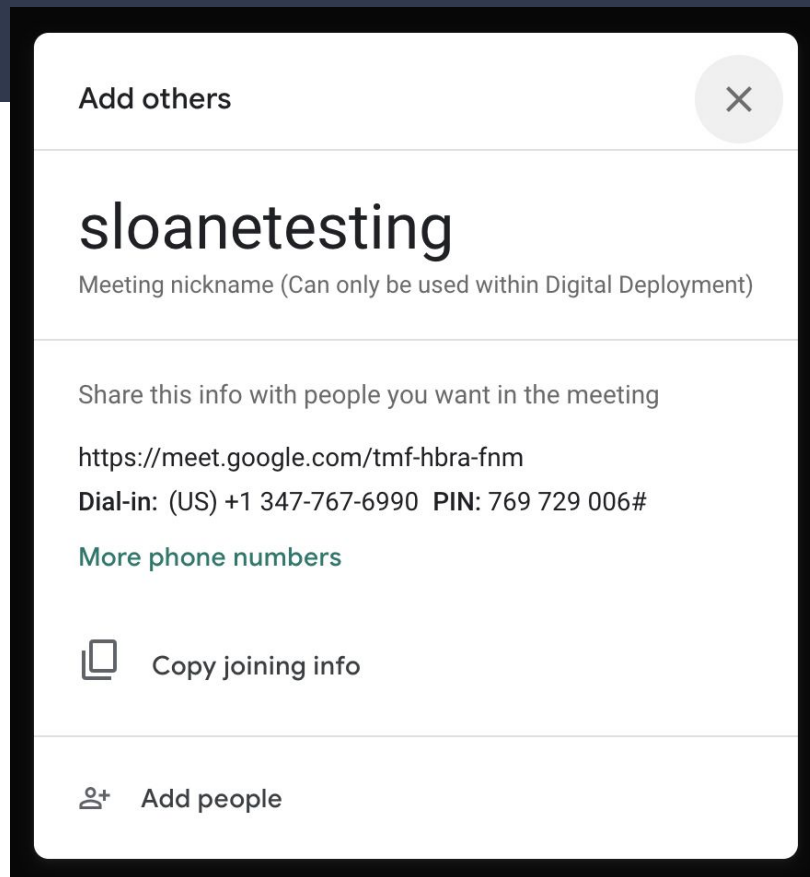 Add others
sloanetesting
Meeting nickname (Can only be used within Digital Deployment)
Share this info with people you want in the meeting
https://meet.google.com/tmf-hbra-fnm
Dial-in: (US) +1 347-767-6990 PIN: 769 729 006#
More phone numbers
Copy joining info
Add people